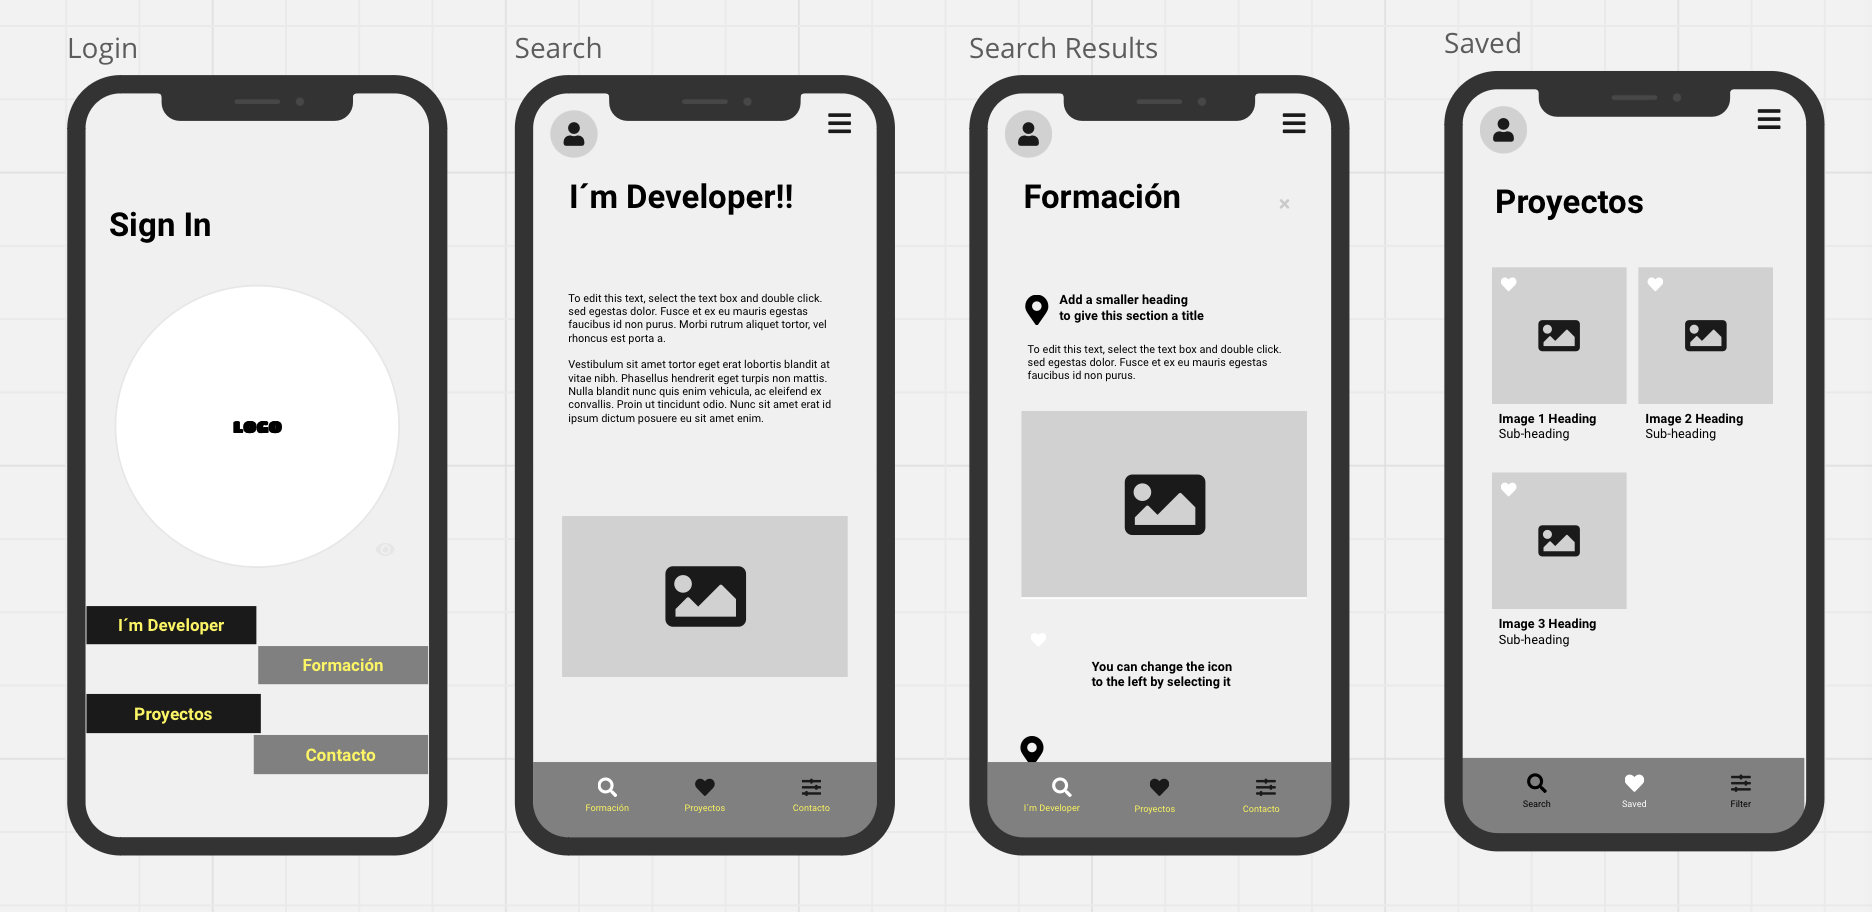 Login
Sign In
LOGO
I´m Developer
Formación
Proyectos
Contacto
Search
I´m Developer!!
To edit this text, select the text box and double click.
sed egestas dolor. Fusce et ex eu mauris egestas
faucibus id non purus. Morbi rutrum aliquet tortor, vel
rhoncus est porta a.
Vestibulum sit amet tortor eget erat lobortis blandit at
vitae nibh. Phasellus hendrerit eget turpis non mattis.
Nulla blandit nunc quis enim vehicula, ac eleifend ex
convallis. Proin ut tincidunt odio. Nunc sit amet erat id
ipsum dictum posuere eu sit amet enim.
Formación
Proyectos
Contacto
Search Results
Formación
Add a smaller heading
to give this section a title
To edit this text, select the text box and double click.
sed egestas dolor. Fusce et ex eu mauris egestas
faucibus id non purus.
You can change the icon
to the left by selecting it
I´m Developer
Proyectos
Contacto
Saved
Proyectos
Image 1 Heading
Sub-heading
Image 2 Heading
Sub-heading
Image 3 Heading
Sub-heading
Search
Saved
Filter